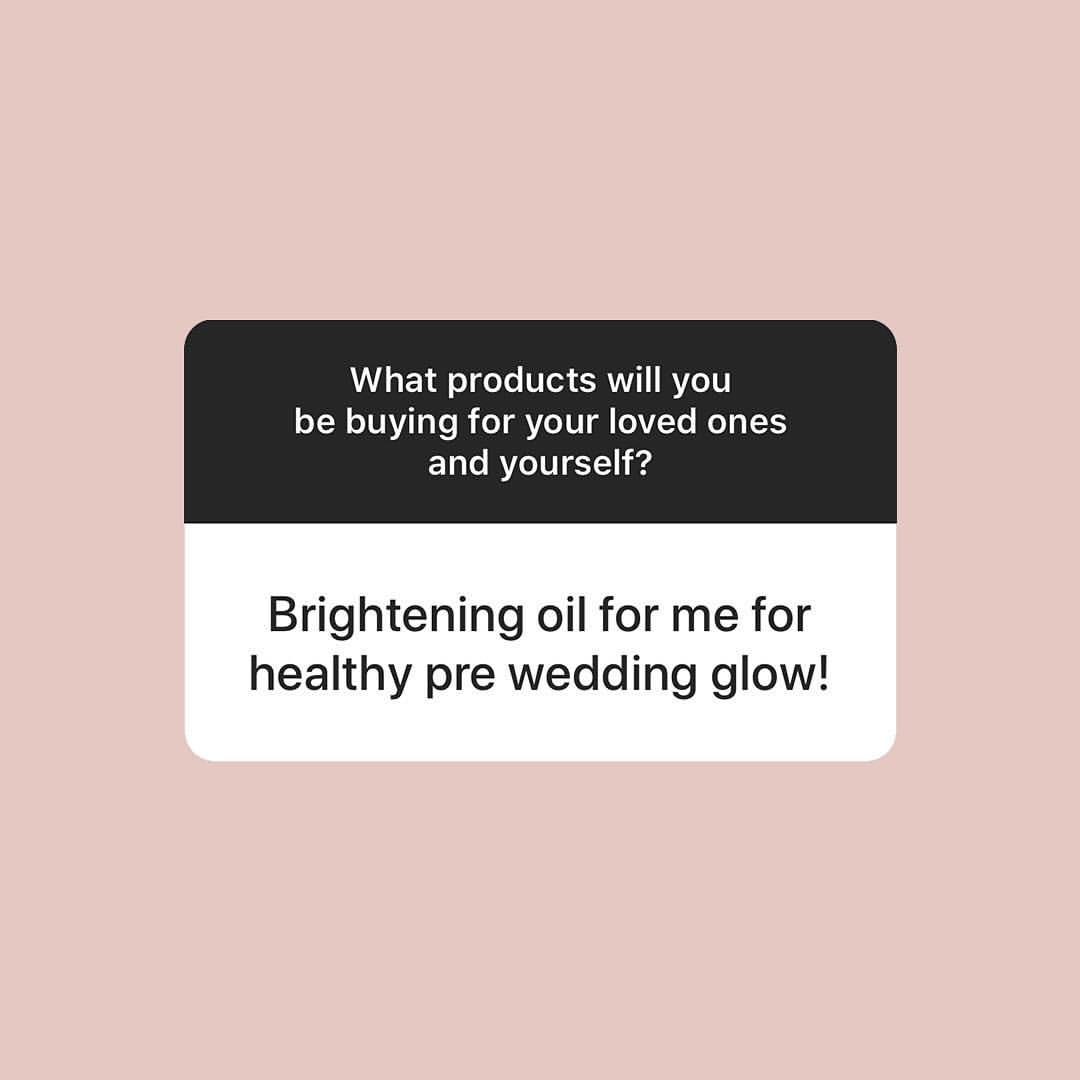 What products will you
be buying for your loved ones
and yourself?
Brightening oil for me for
healthy pre wedding glow!